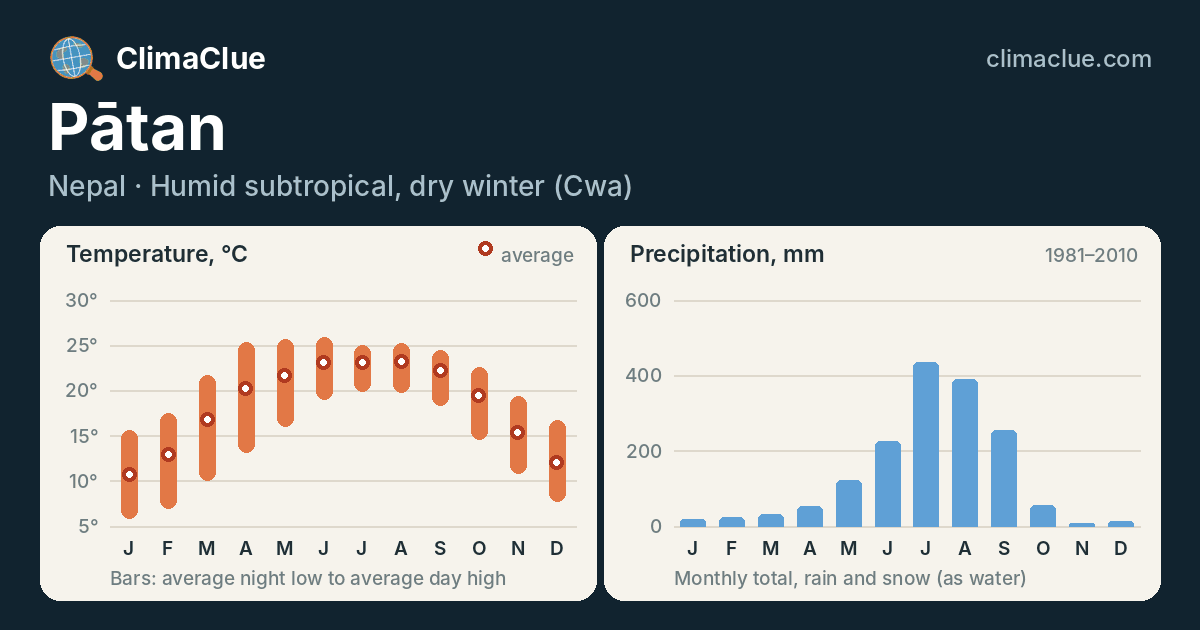 ClimaClue
climaclue.com
Pātan
Nepal · Humid subtropical, dry winter (Cwa)
Temperature, °C
average
30°
25°
20°
15°
10°
5°
J F M A M J J A S O N D
Bars: average night low to average day high
Precipitation, mm
1981–2010
600
400
200
0
J F M A M J J A S O N D
Monthly total, rain and snow (as water)